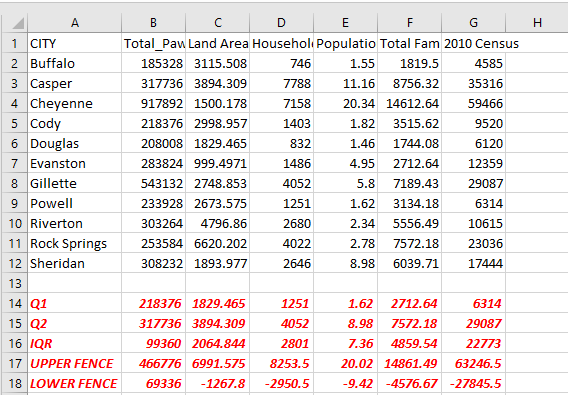 A B C D E F G H
1 CITY Total_Paw Land Area Househol Populatio Total Fam 2010 Census
2 Buffalo 185328 3115.508 746 1.55 1819.5 4585
3 Casper 317736 3894.309 7788 11.16 8756.32 35316
4 Cheyenne 917892 1500.178 7158 20.34 14612.64 59466
5 Cody 218376 2998.957 1403 1.82 3515.62 9520
6 Douglas 208008 1829.465 832 1.46 1744.08 6120
7 Evanston 283824 999.4971 1486 4.95 2712.64 12359
8 Gillette 543132 2748.853 4052 5.8 7189.43 29087
9 Powell 233928 2673.575 1251 1.62 3134.18 6314
10 Riverton 303264 4796.86 2680 2.34 5556.49 10615
11 Rock Springs 253584 6620.202 4022 2.78 7572.18 23036
12 Sheridan 308232 1893.977 2646 8.98 6039.71 17444
13
14 Q1 218376 1829.465 1251 1.62 2712.64 6314
15 Q2 317736 3894.309 4052 8.98 7572.18 29087
16 IQR 99360 2064.844 2801 7.36 4859.54 22773
17 UPPER FENCE 466776 6991.575 8253.5 20.02 14861.49 63246.5
18 LOWER FENCE 69336 -1267.8 -2950.5 -9.42 -4576.67 -27845.5